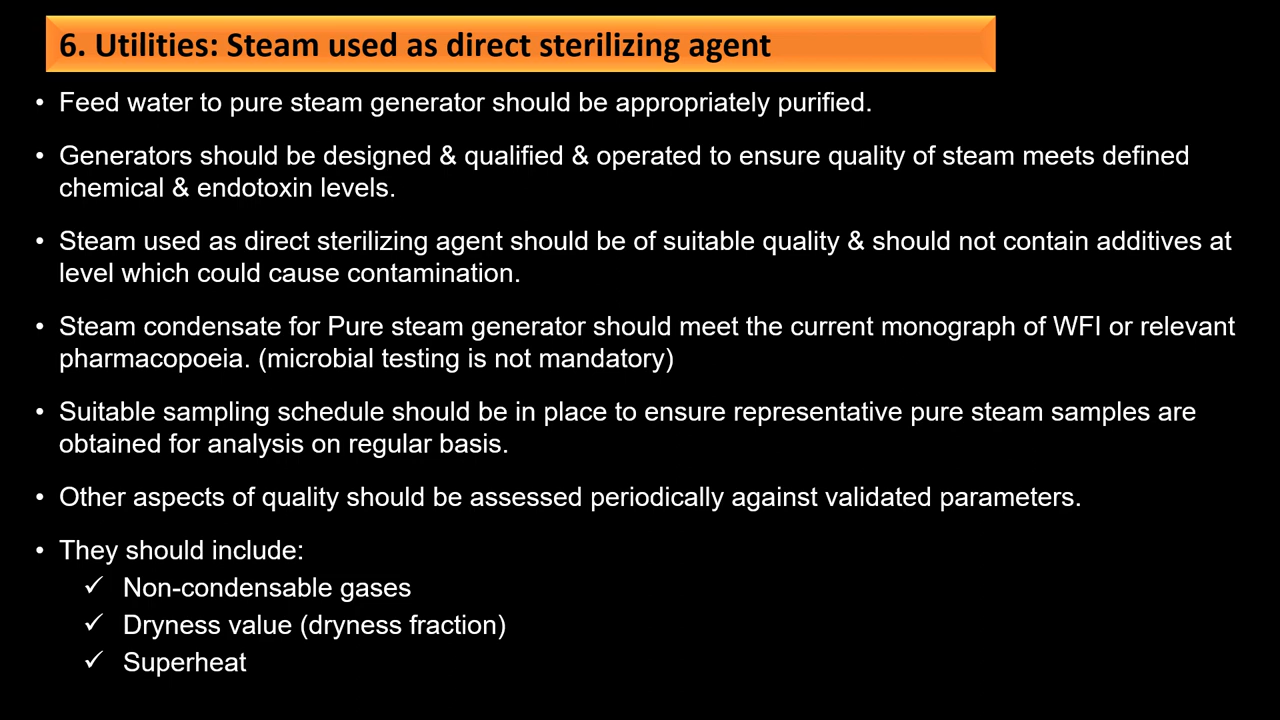 6. Utilities: Steam used as direct sterilizing agent
• Feed water to pure steam generator should be appropriately purified.
• Generators should be designed & qualified & operated to ensure quality of steam meets defined
chemical & endotoxin levels.
• Steam used as direct sterilizing agent should be of suitable quality & should not contain additives at
level which could cause contamination.
• Steam condensate for Pure steam generator should meet the current monograph of WFI or relevant
pharmacopoeia. (microbial testing is not mandatory)
• Suitable sampling schedule should be in place to ensure representative pure steam samples are
obtained for analysis on regular basis.
• Other aspects of quality should be assessed periodically against validated parameters.
• They should include:
✓ Non-condensable gases
✓ Dryness value (dryness fraction)
✓ Superheat